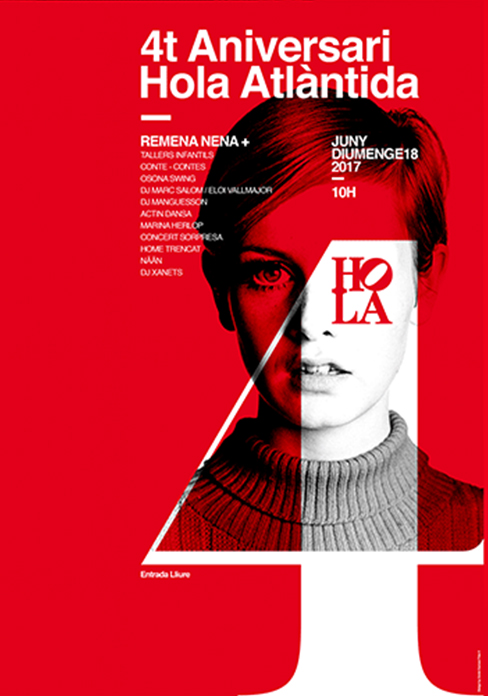 4t Aniversari
Hola Atlàntida
REMENA NENA +
TALLERS INFANTILS
CONTE - CONTES
OSONA SWING
DJ MARC SALOM / ELOI VALLMAJOR
DJ MANGUESSON
ACTIN DANSA
MARINA HERLOP
CONCERT SORPRESA
HOME TRENCAT
NÄÄN
DJ XANETS
JUNY
DIUMENGE18
2017
10H
HO
LA
Entrada Lliure